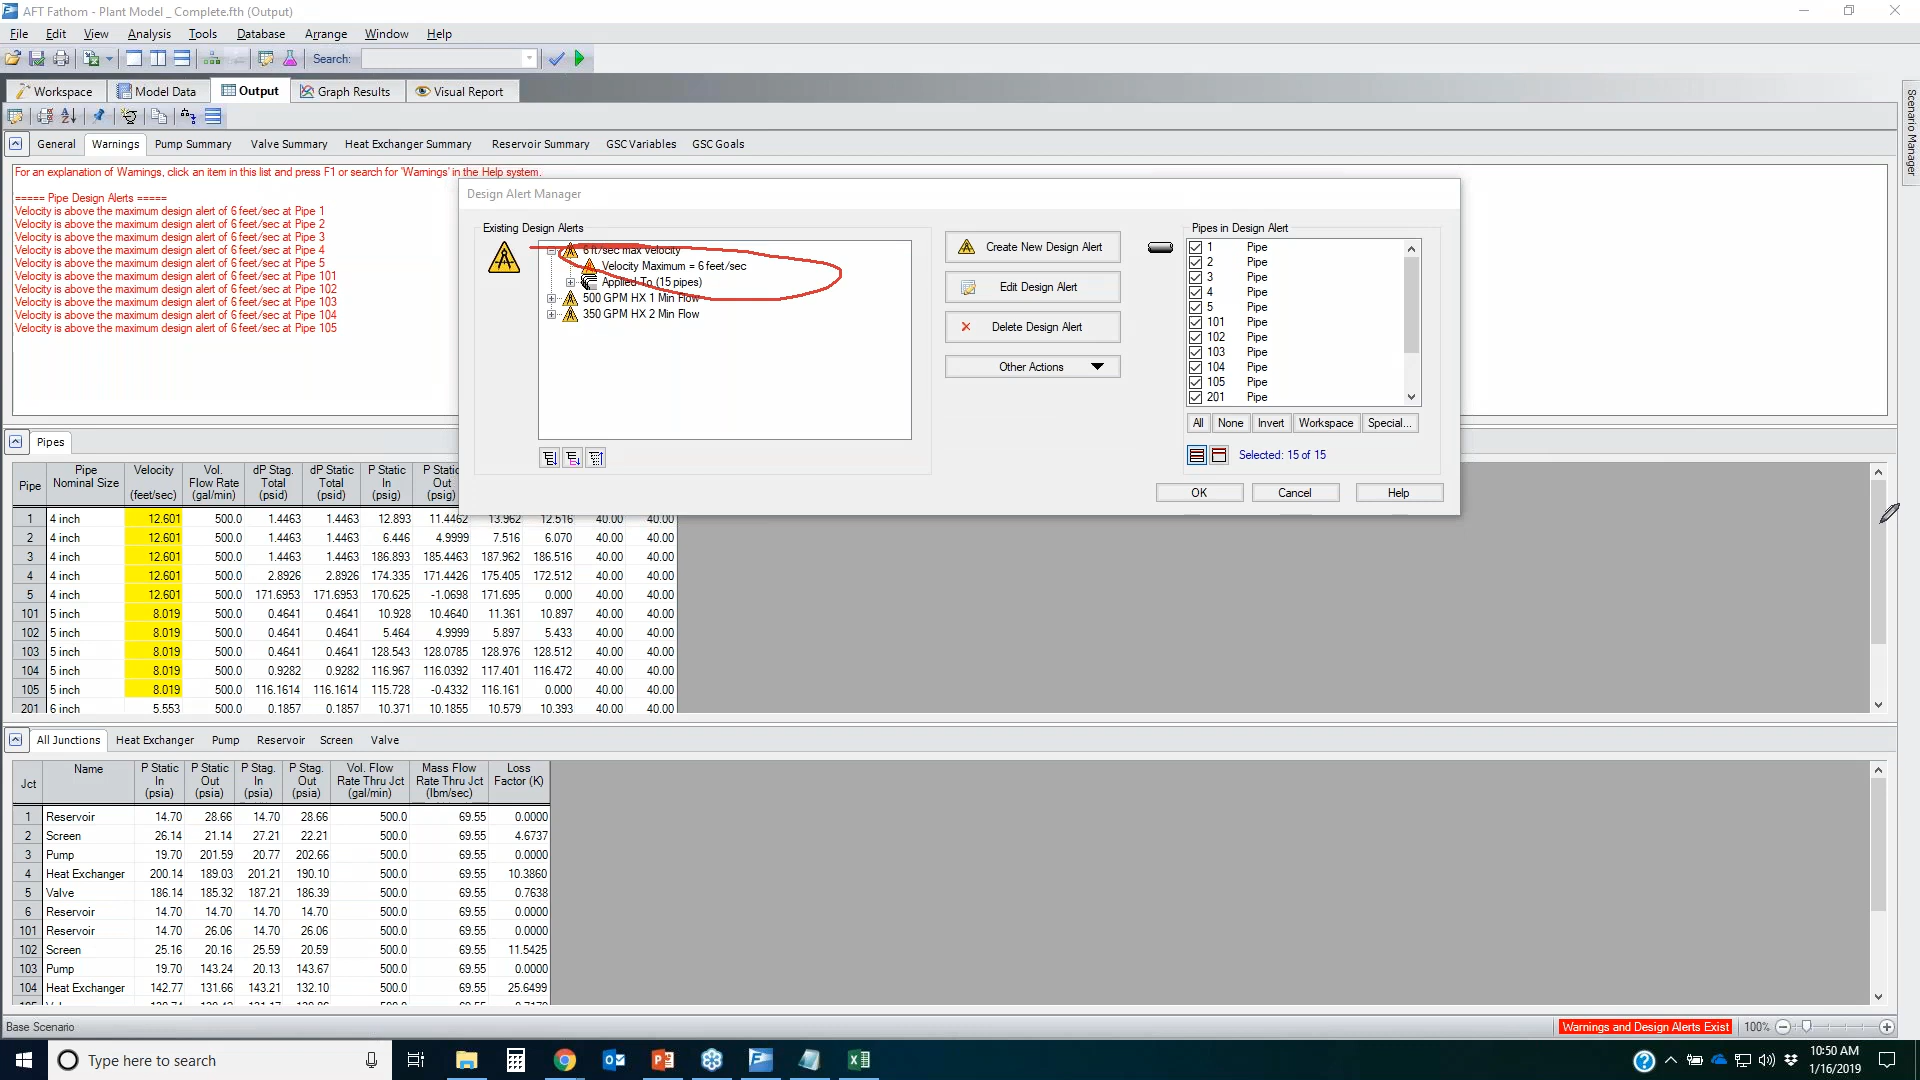 AFT Fathom - Plant Model _ Complete.fth (Output)
File Edit View Analysis Tools Database Arrange Window Help
Search:
Workspace Model Data Output Graph Results Visual Report
Scenario Manager
General Warnings Pump Summary Valve Summary Heat Exchanger Summary Reservoir Summary GSC Variables GSC Goals
For an explanation of Warnings, click an item in this list and press F1 or search for 'Warnings' in the Help system.
===== Pipe Design Alerts =====
Velocity is above the maximum design alert of 6 feet/sec at Pipe 1
Velocity is above the maximum design alert of 6 feet/sec at Pipe 2
Velocity is above the maximum design alert of 6 feet/sec at Pipe 3
Velocity is above the maximum design alert of 6 feet/sec at Pipe 4
Velocity is above the maximum design alert of 6 feet/sec at Pipe 5
Velocity is above the maximum design alert of 6 feet/sec at Pipe 101
Velocity is above the maximum design alert of 6 feet/sec at Pipe 102
Velocity is above the maximum design alert of 6 feet/sec at Pipe 103
Velocity is above the maximum design alert of 6 feet/sec at Pipe 104
Velocity is above the maximum design alert of 6 feet/sec at Pipe 105
Design Alert Manager
Existing Design Alerts
6 ft/sec max velocity
Velocity Maximum = 6 feet/sec
Applied To (15 pipes)
500 GPM HX 1 Min Flow
350 GPM HX 2 Min Flow
Create New Design Alert
Edit Design Alert
Delete Design Alert
Other Actions
Pipes in Design Alert
1 Pipe
2 Pipe
3 Pipe
4 Pipe
5 Pipe
101 Pipe
102 Pipe
103 Pipe
104 Pipe
105 Pipe
201 Pipe
All None Invert Workspace Special...
Selected: 15 of 15
OK Cancel Help
Pipes
Pipe Pipe Nominal Size Velocity (feet/sec) Vol. Flow Rate (gal/min) dP Stag. Total (psid) dP Static Total (psid) P Static In (psig) P Static Out (psig)
1 4 inch 12.601 500.0 1.4463 1.4463 12.893 11.4462 13.962 12.516 40.00 40.00
2 4 inch 12.601 500.0 1.4463 1.4463 6.446 4.9999 7.516 6.070 40.00 40.00
3 4 inch 12.601 500.0 1.4463 1.4463 186.893 185.4463 187.962 186.516 40.00 40.00
4 4 inch 12.601 500.0 2.8926 2.8926 174.335 171.4426 175.405 172.512 40.00 40.00
5 4 inch 12.601 500.0 171.6953 171.6953 170.625 -1.0698 171.695 0.000 40.00 40.00
101 5 inch 8.019 500.0 0.4641 0.4641 10.928 10.4640 11.361 10.897 40.00 40.00
102 5 inch 8.019 500.0 0.4641 0.4641 5.464 4.9999 5.897 5.433 40.00 40.00
103 5 inch 8.019 500.0 0.4641 0.4641 128.543 128.0785 128.976 128.512 40.00 40.00
104 5 inch 8.019 500.0 0.9282 0.9282 116.967 116.0392 117.401 116.472 40.00 40.00
105 5 inch 8.019 500.0 116.1614 116.1614 115.728 -0.4332 116.161 0.000 40.00 40.00
201 6 inch 5.553 500.0 0.1857 0.1857 10.371 10.1855 10.579 10.393 40.00 40.00
All Junctions Heat Exchanger Pump Reservoir Screen Valve
Jct Name P Static In (psia) P Static Out (psia) P Stag. In (psia) P Stag. Out (psia) Vol. Flow Rate Thru Jct (gal/min) Mass Flow Rate Thru Jct (lbm/sec) Loss Factor (K)
1 Reservoir 14.70 28.66 14.70 28.66 500.0 69.55 0.0000
2 Screen 26.14 21.14 27.21 22.21 500.0 69.55 4.6737
3 Pump 19.70 201.59 20.77 202.66 500.0 69.55 0.0000
4 Heat Exchanger 200.14 189.03 201.21 190.10 500.0 69.55 10.3860
5 Valve 186.14 185.32 187.21 186.39 500.0 69.55 0.7638
6 Reservoir 14.70 14.70 14.70 14.70 500.0 69.55 0.0000
101 Reservoir 14.70 26.06 14.70 26.06 500.0 69.55 0.0000
102 Screen 25.16 20.16 25.59 20.59 500.0 69.55 11.5425
103 Pump 19.70 143.24 20.13 143.67 500.0 69.55 0.0000
104 Heat Exchanger 142.77 131.66 143.21 132.10 500.0 69.55 25.6499
Base Scenario
Warnings and Design Alerts Exist 100%
Type here to search
10:50 AM
1/16/2019